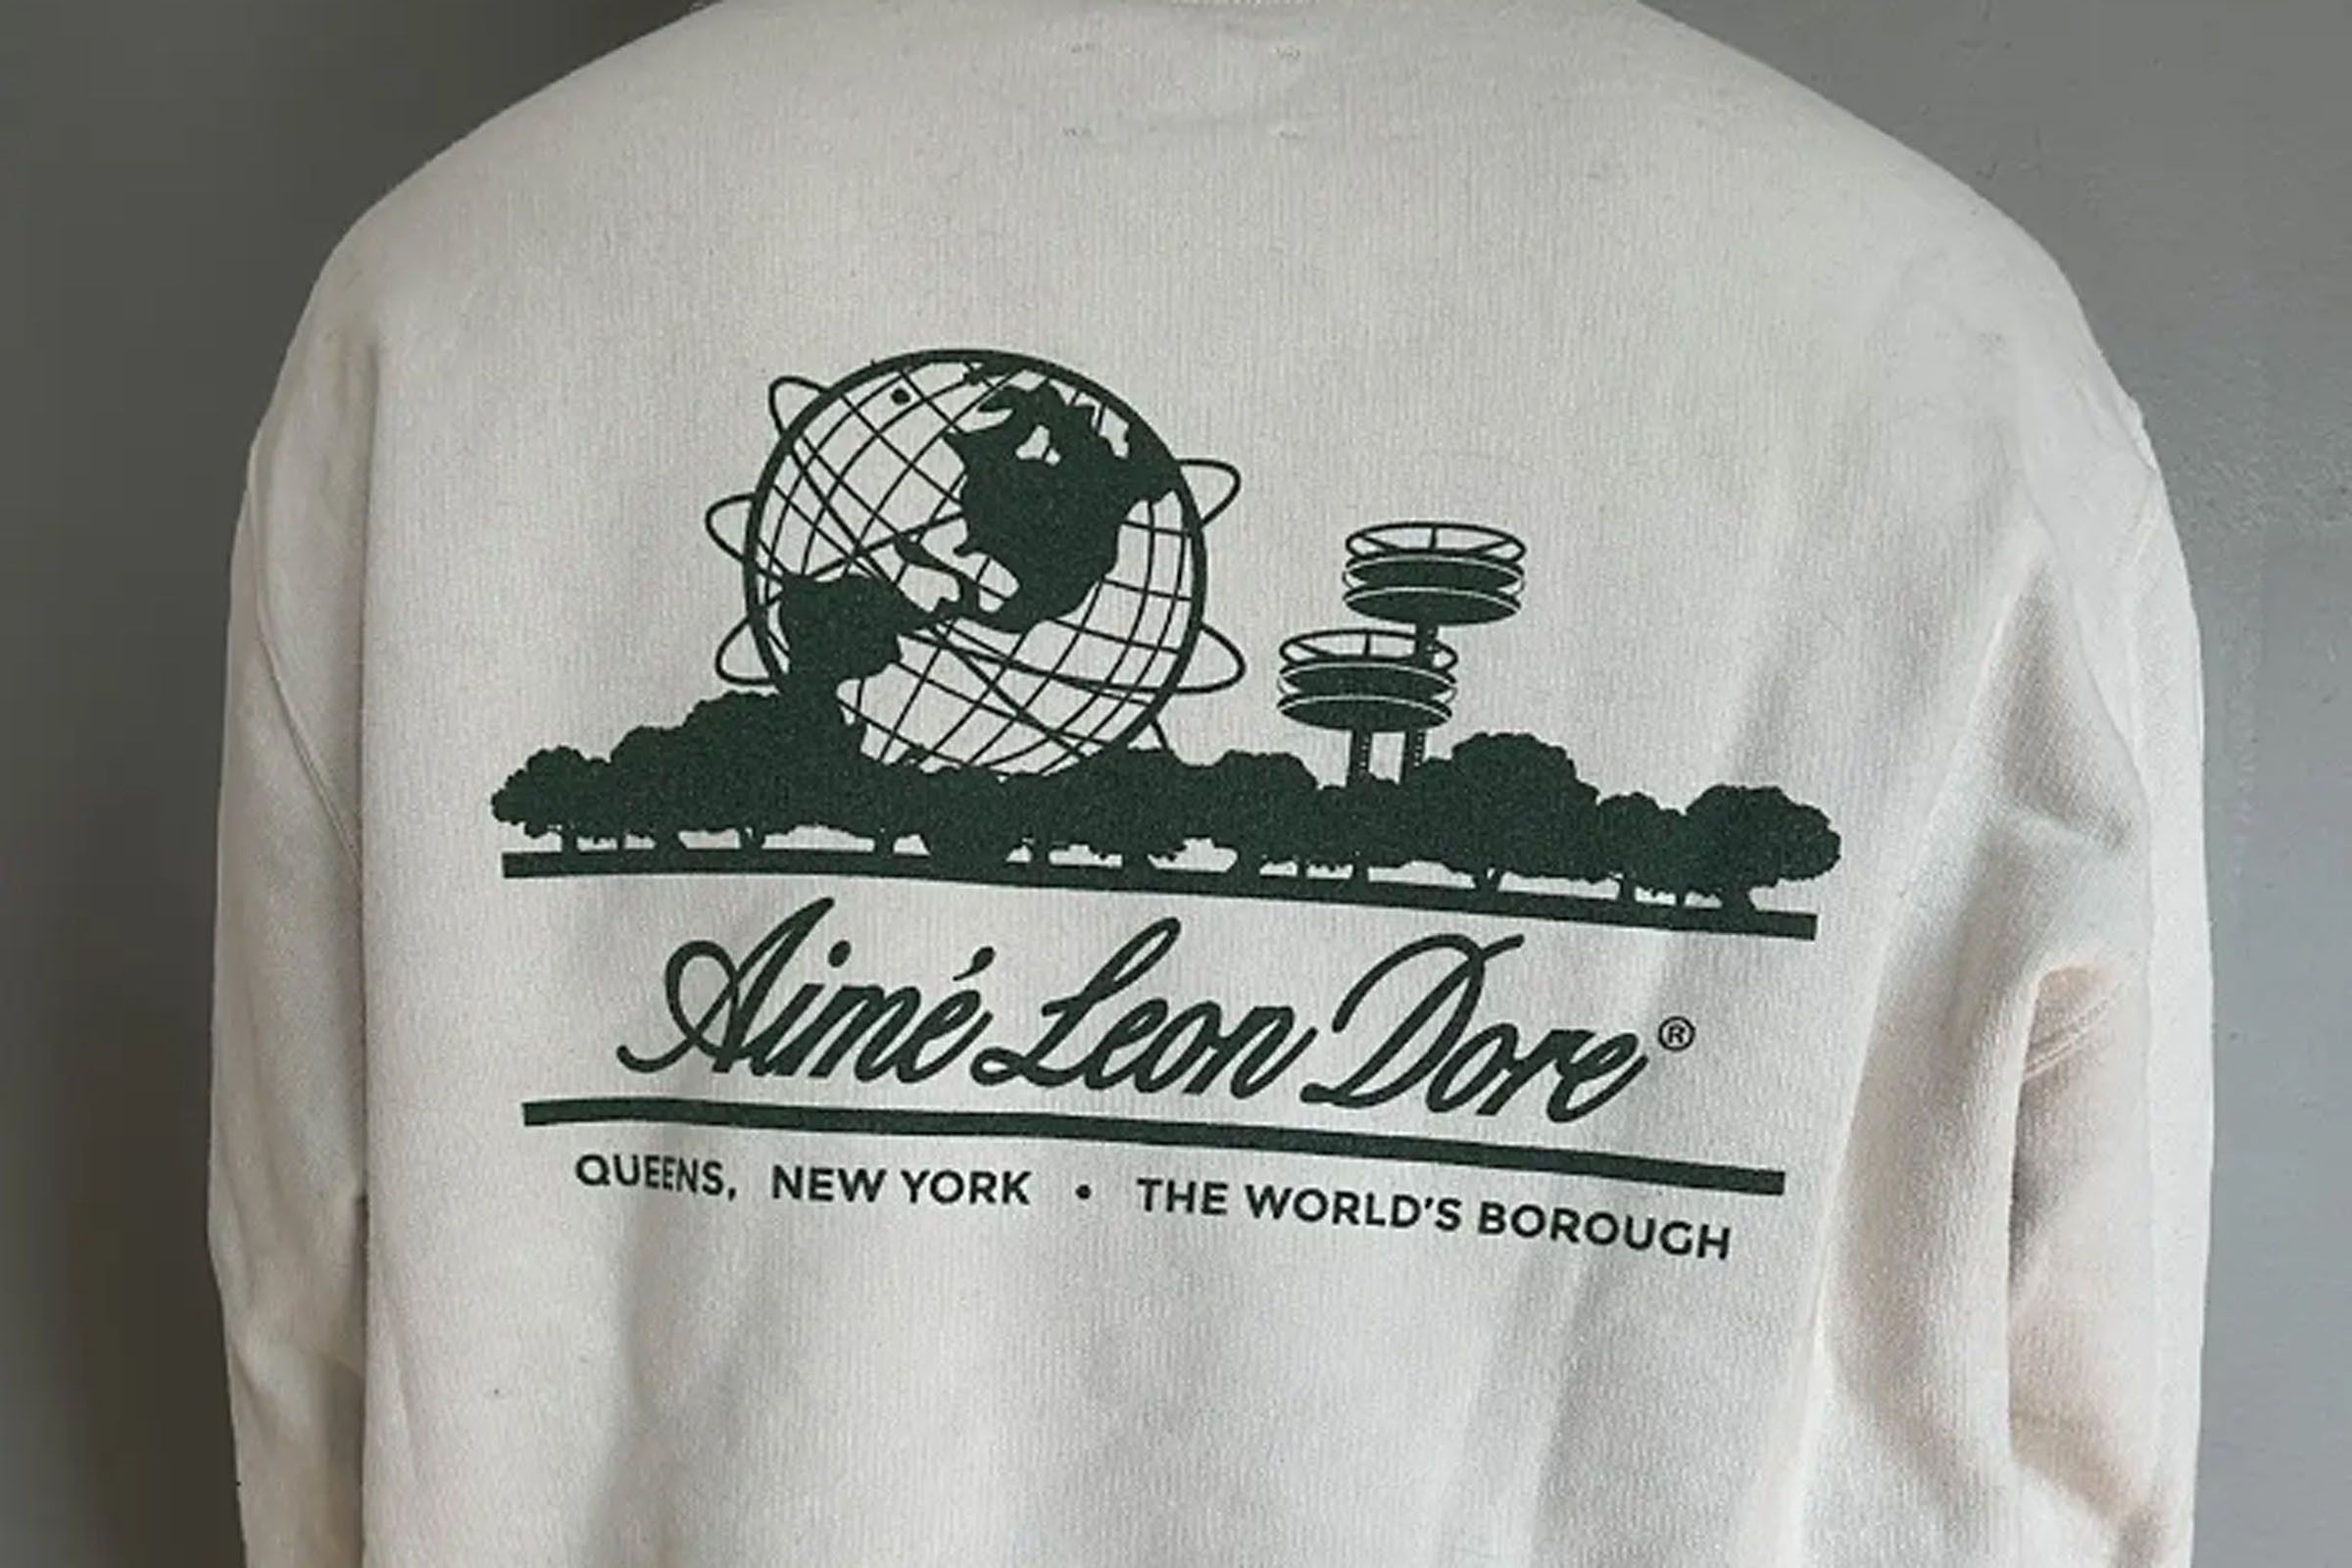 Aimé Leon Dore®
QUEENS, NEW YORK • THE WORLD'S BOROUGH